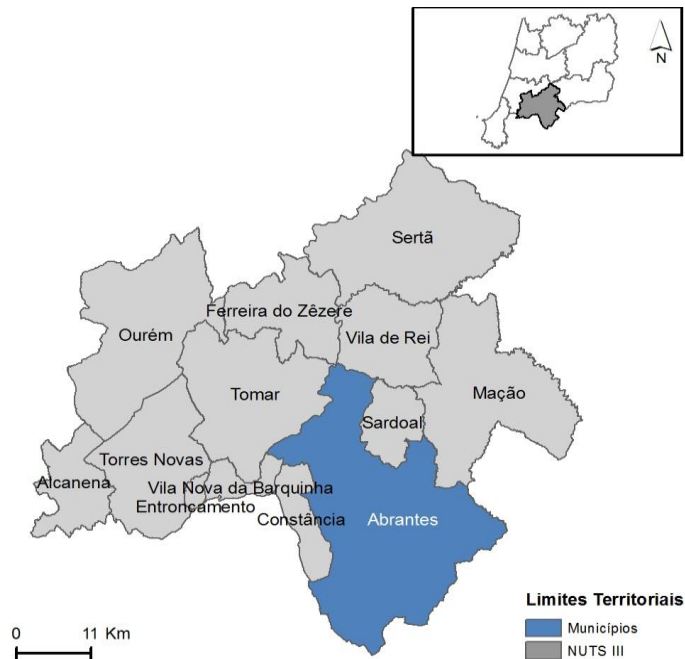 N
Sertã
Ferreira do Zêzere
Ourém
Vila de Rei
Tomar
Mação
Sardoal
Torres Novas
Alcanena
Vila Nova da Barquinha
Entroncamento
Constância
Abrantes
Limites Territoriais
Municípios
NUTS III
0 11 Km